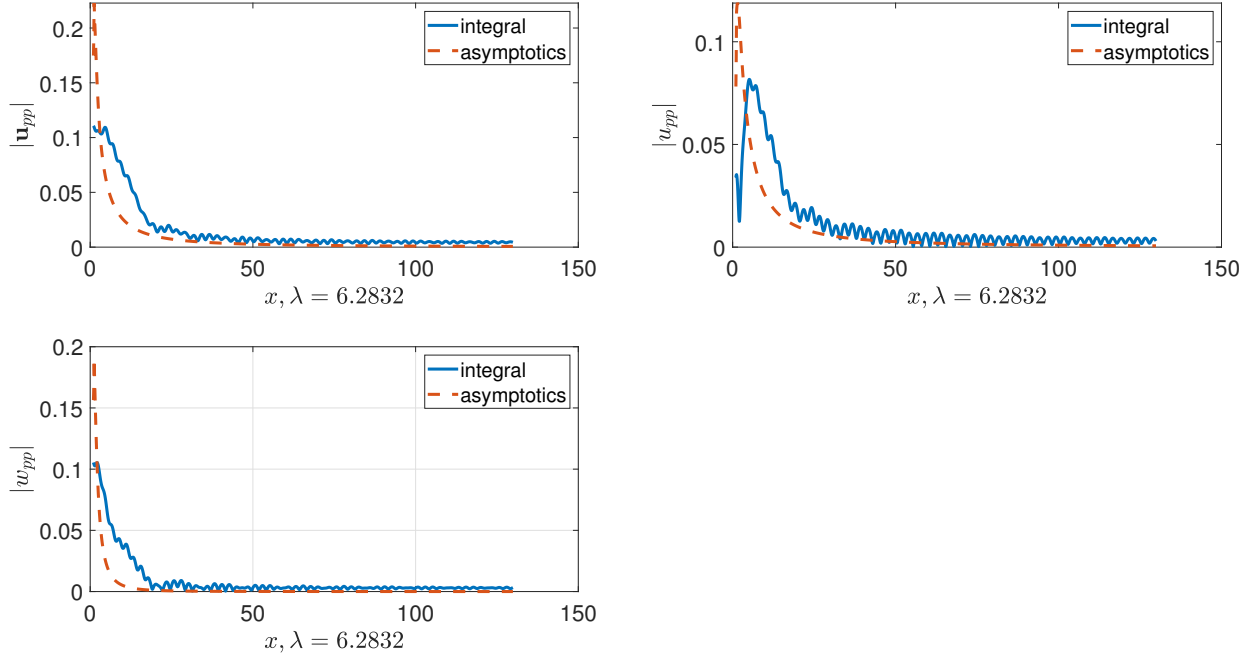 |𝐮_{pp}|
0.2
0.15
0.1
0.05
0
0
50
100
150
x, λ = 6.2832
integral
asymptotics
|u_{pp}|
0.1
0.05
0
0
50
100
150
x, λ = 6.2832
integral
asymptotics
|w_{pp}|
0.2
0.15
0.1
0.05
0
0
50
100
150
x, λ = 6.2832
integral
asymptotics